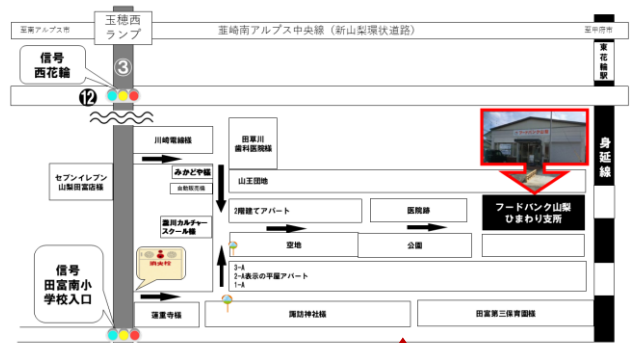 至南アルプス市
玉穂西
ランプ
韮崎南アルプス中央線（新山梨環状道路）
至甲府市
信号
西花輪
③
⑫
東花輪駅
身延線
川崎電線様
田草川
歯科医院様
みかどや様
自動販売機
セブンイレブン
山梨田富店様
山王団地
フードバンク山梨
ひまわり支所
2階建てアパート
医院跡
瀧川カルチャー
スクール様
空地
公園
3-A
2-A表示の平屋アパート
1-A
信号
田富南小
学校入口
蓮重寺様
諏訪神社様
田富第三保育園様